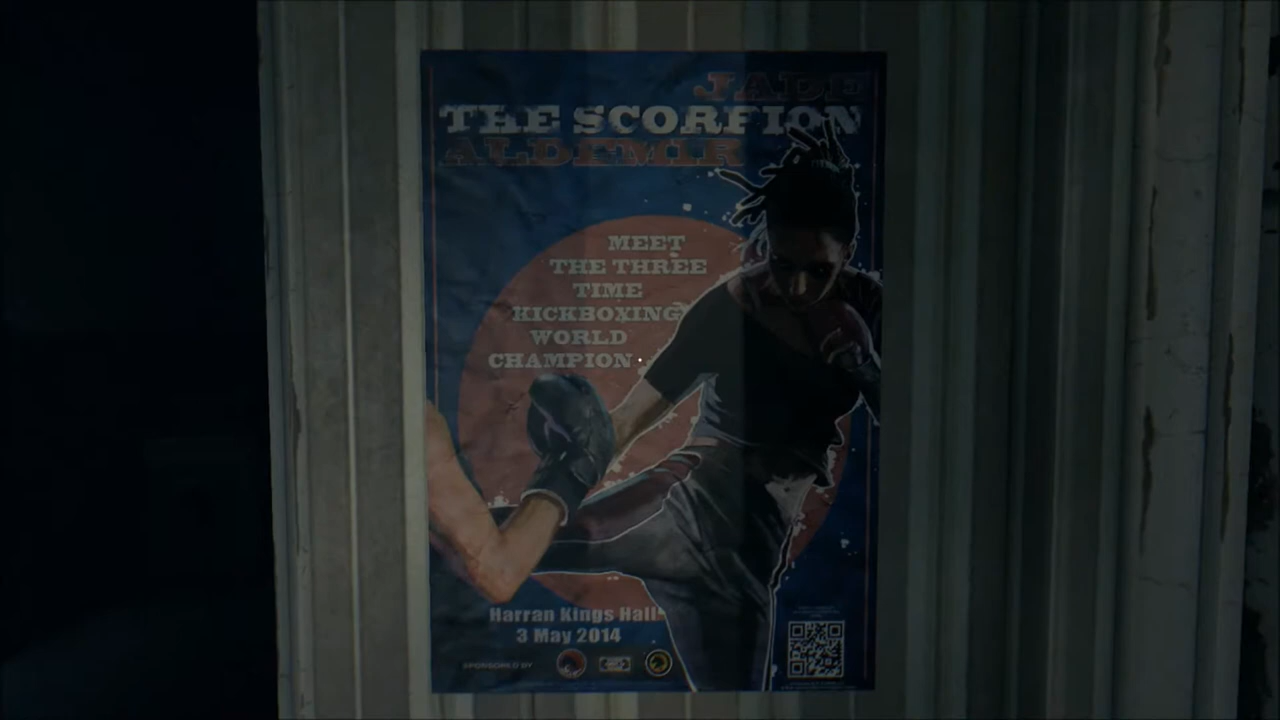 JADE
THE SCORPION
ALDEMIR
MEET
THE THREE
TIME
KICKBOXING
WORLD
CHAMPION
Harran Kings Hall
3 May 2014
SPONSORED BY